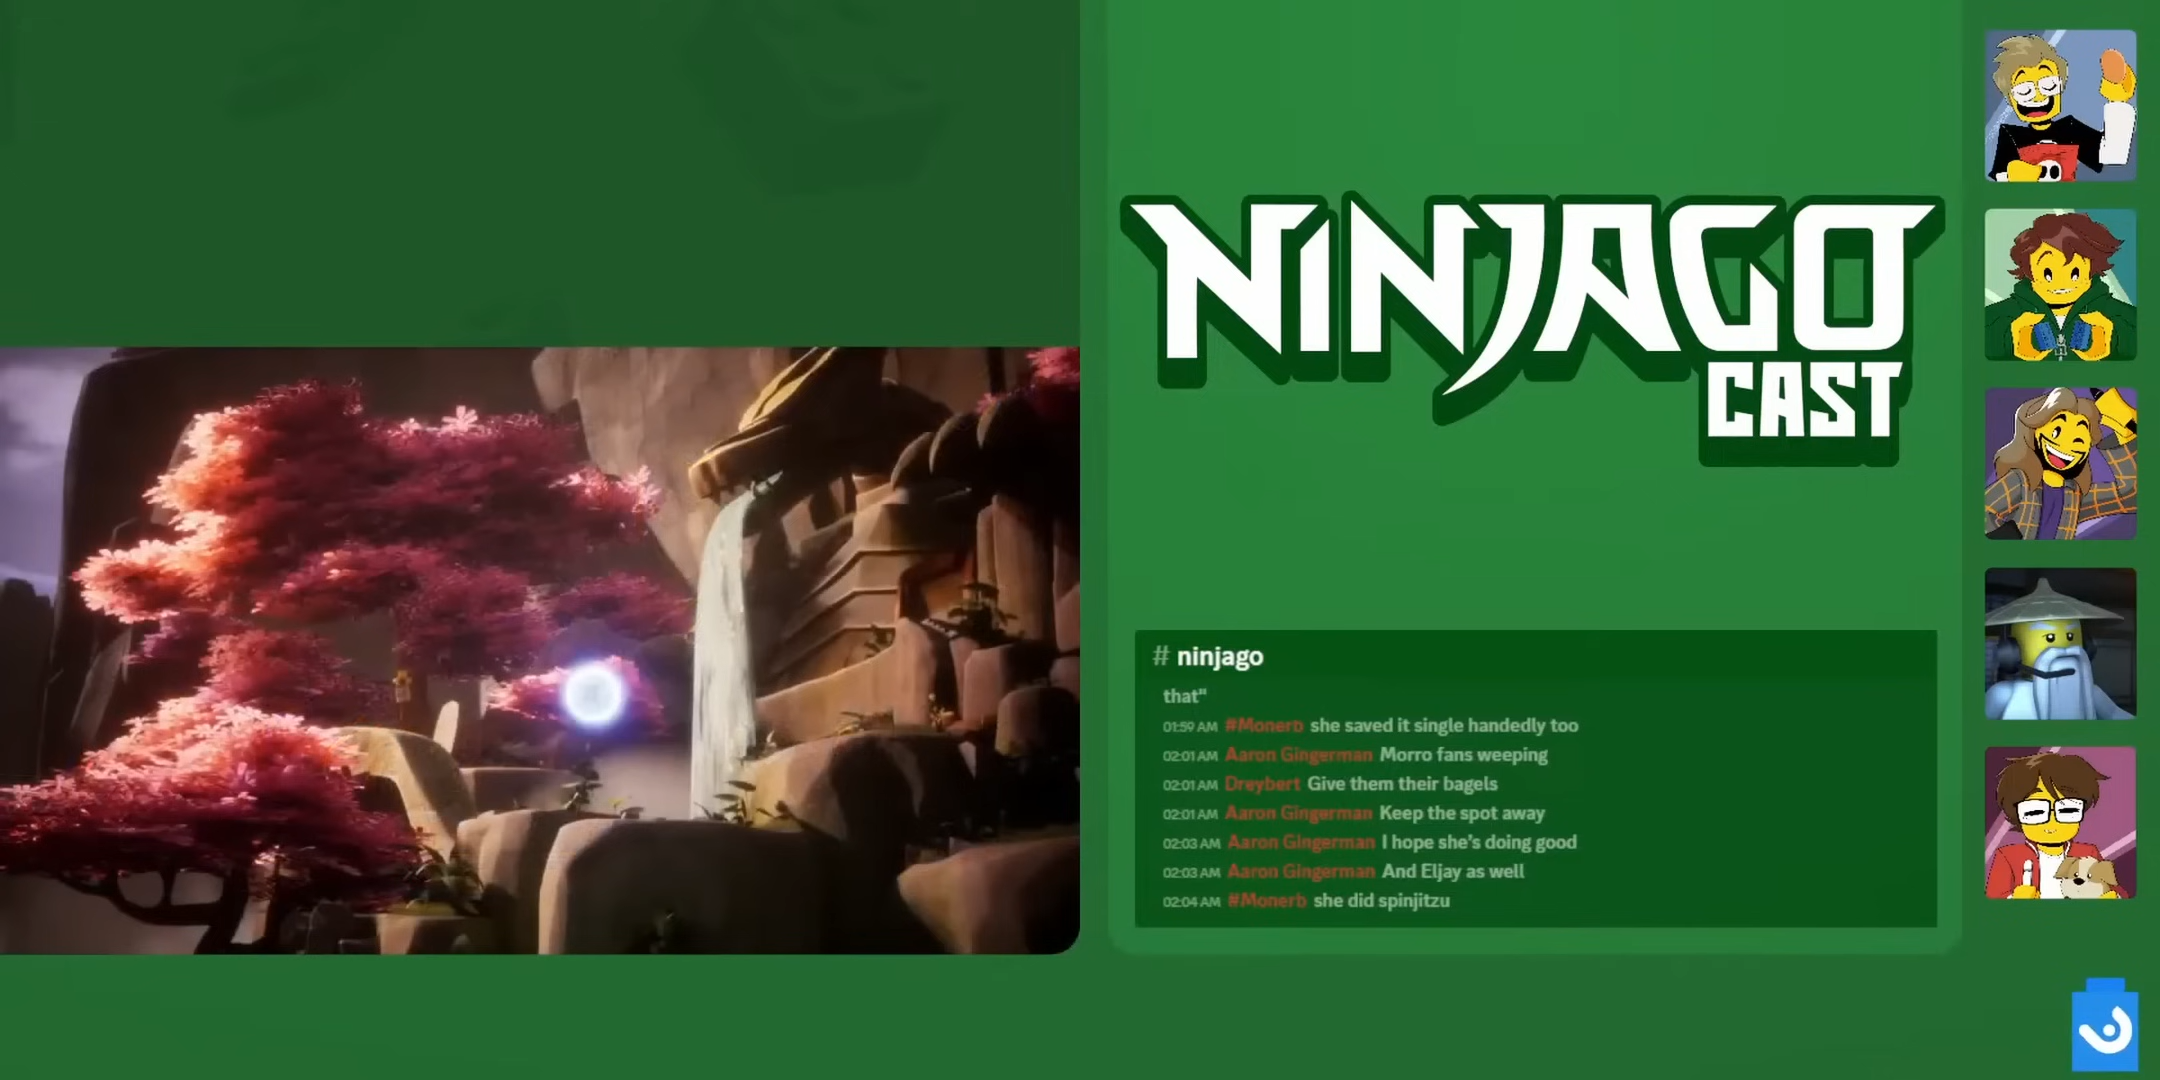 NINJAGO
CAST
# ninjago
that"
01:59 AM #Monerb she saved it single handedly too
02:01 AM Aaron Gingerman Morro fans weeping
02:01 AM Dreybert Give them their bagels
02:01 AM Aaron Gingerman Keep the spot away
02:03 AM Aaron Gingerman I hope she's doing good
02:03 AM Aaron Gingerman And Eljay as well
02:04 AM #Monerb she did spinjitzu